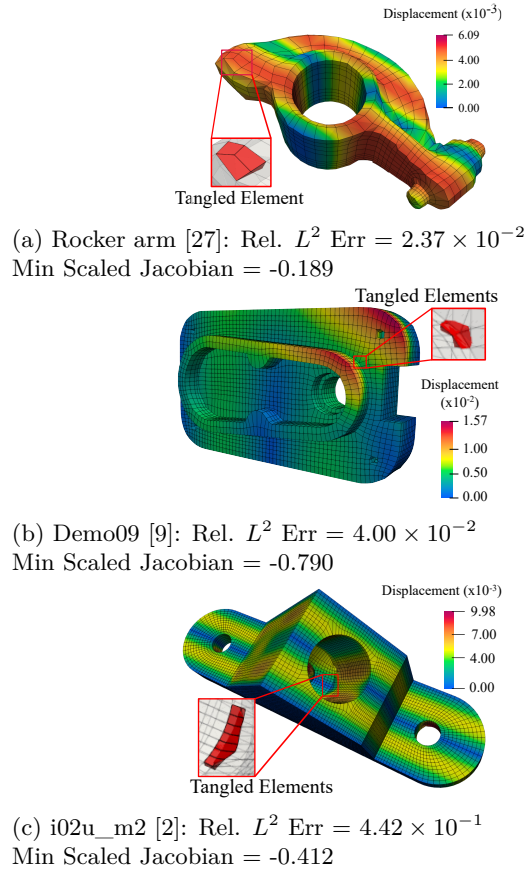 Displacement (x10⁻³)
6.09
4.00
2.00
0.00
Tangled Element
(a) Rocker arm [27]: Rel. L² Err = 2.37 × 10⁻²
Min Scaled Jacobian = -0.189
Tangled Elements
Displacement
(x10⁻²)
1.57
1.00
0.50
0.00
(b) Demo09 [9]: Rel. L² Err = 4.00 × 10⁻²
Min Scaled Jacobian = -0.790
Displacement (x10⁻³)
9.98
7.00
4.00
0.00
Tangled Elements
(c) i02u_m2 [2]: Rel. L² Err = 4.42 × 10⁻¹
Min Scaled Jacobian = -0.412